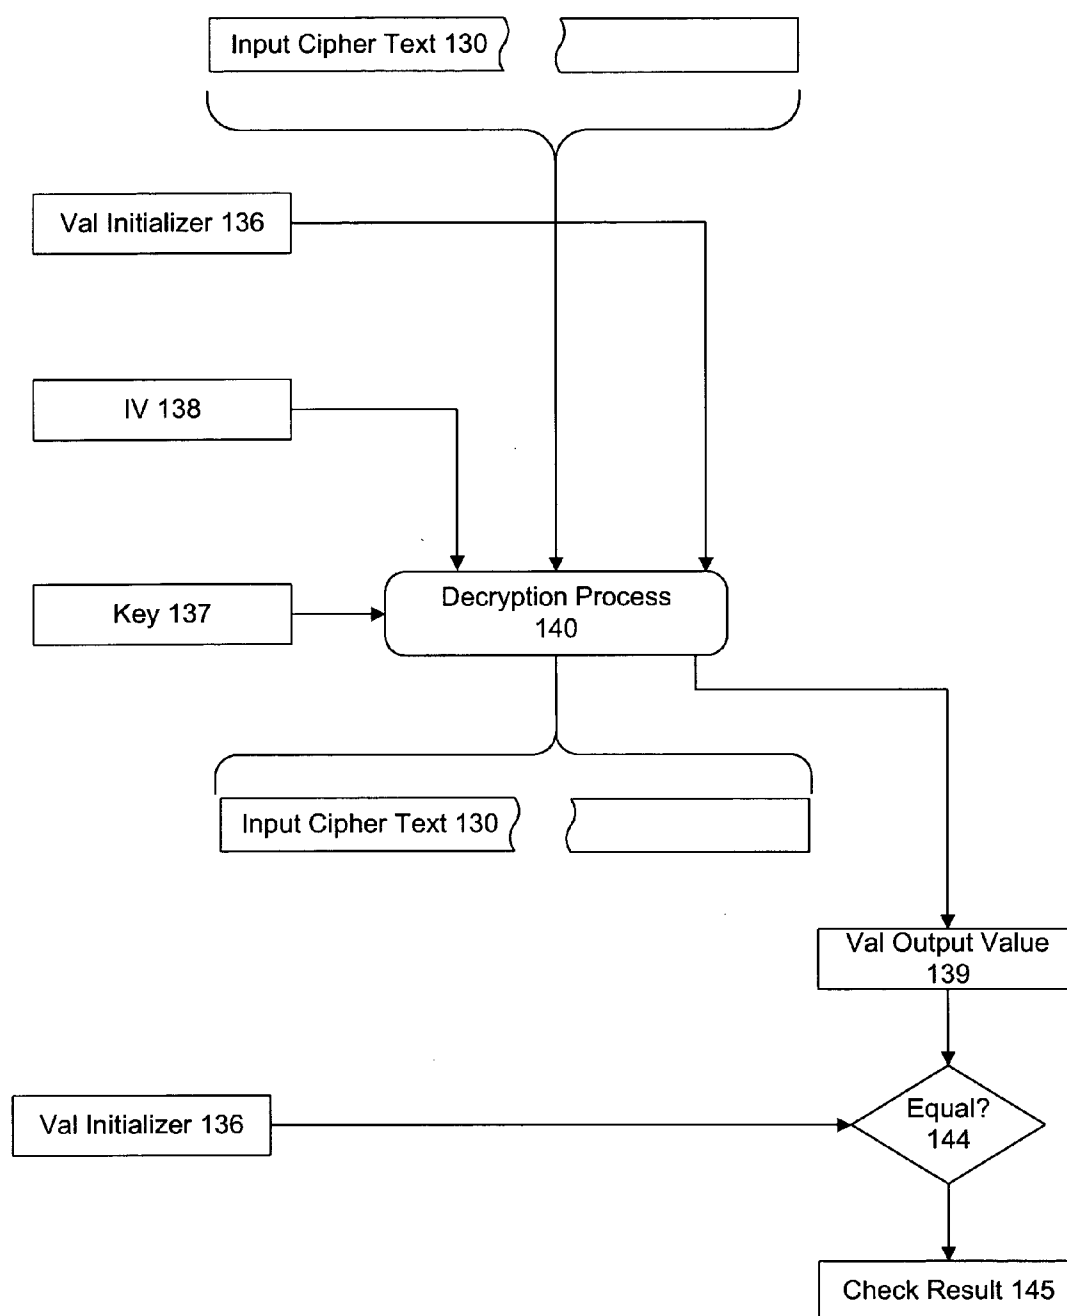 Input Cipher Text 130
Val Initializer 136
IV 138
Key 137
Decryption Process
140
Input Cipher Text 130
Val Output Value
139
Val Initializer 136
Equal?
144
Check Result 145